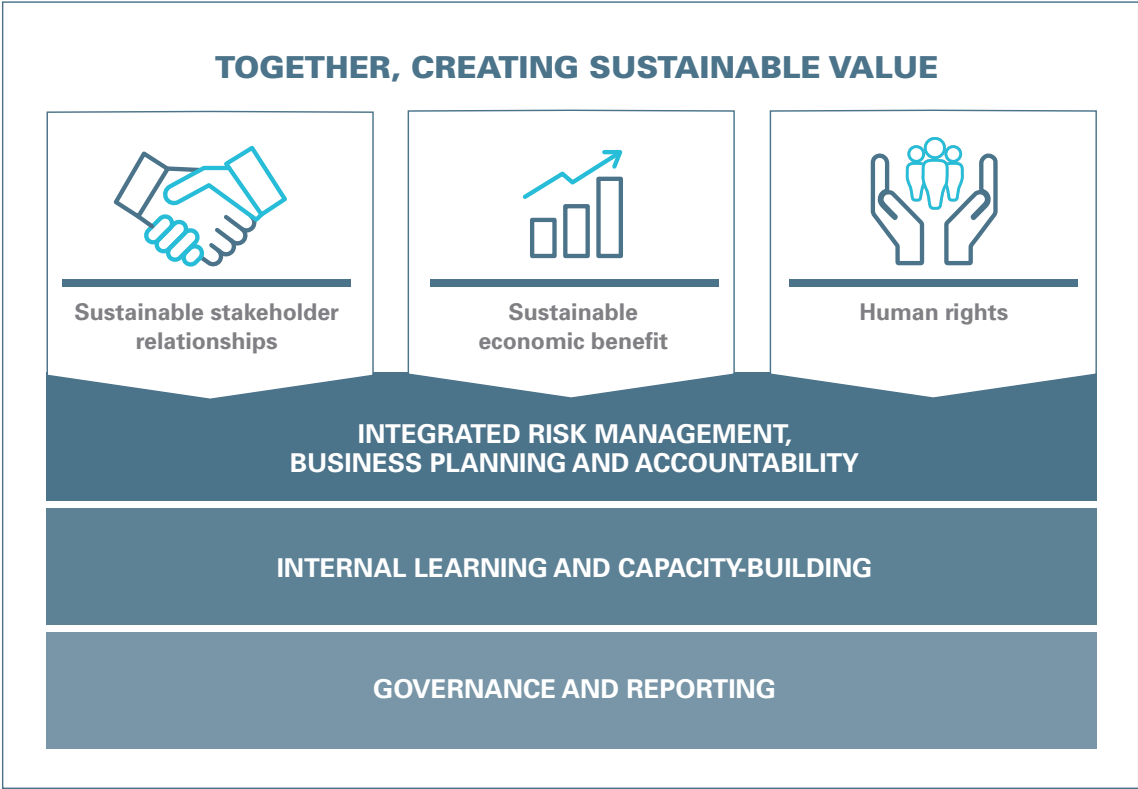 TOGETHER, CREATING SUSTAINABLE VALUE
Sustainable stakeholder
relationships
Sustainable
economic benefit
Human rights
INTEGRATED RISK MANAGEMENT,
BUSINESS PLANNING AND ACCOUNTABILITY
INTERNAL LEARNING AND CAPACITY-BUILDING
GOVERNANCE AND REPORTING